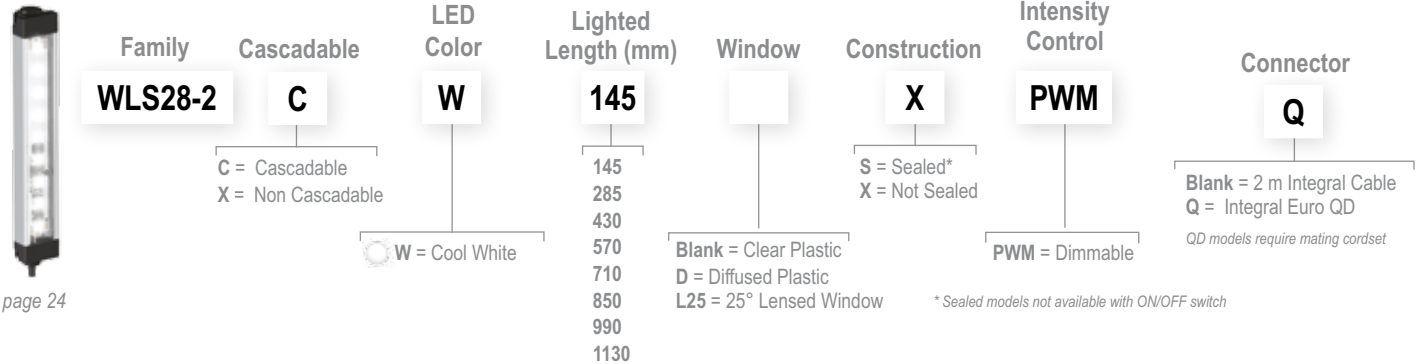 Family
WLS28-2
Cascadable
C
C = Cascadable
X = Non Cascadable
LED
Color
W
W = Cool White
Lighted
Length (mm)
145
145
285
430
570
710
850
990
1130
Window
Blank = Clear Plastic
D = Diffused Plastic
L25 = 25° Lensed Window
Construction
X
S = Sealed*
X = Not Sealed
Intensity
Control
PWM
PWM = Dimmable
Connector
Q
Blank = 2 m Integral Cable
Q = Integral Euro QD
QD models require mating cordset
* Sealed models not available with ON/OFF switch
page 24